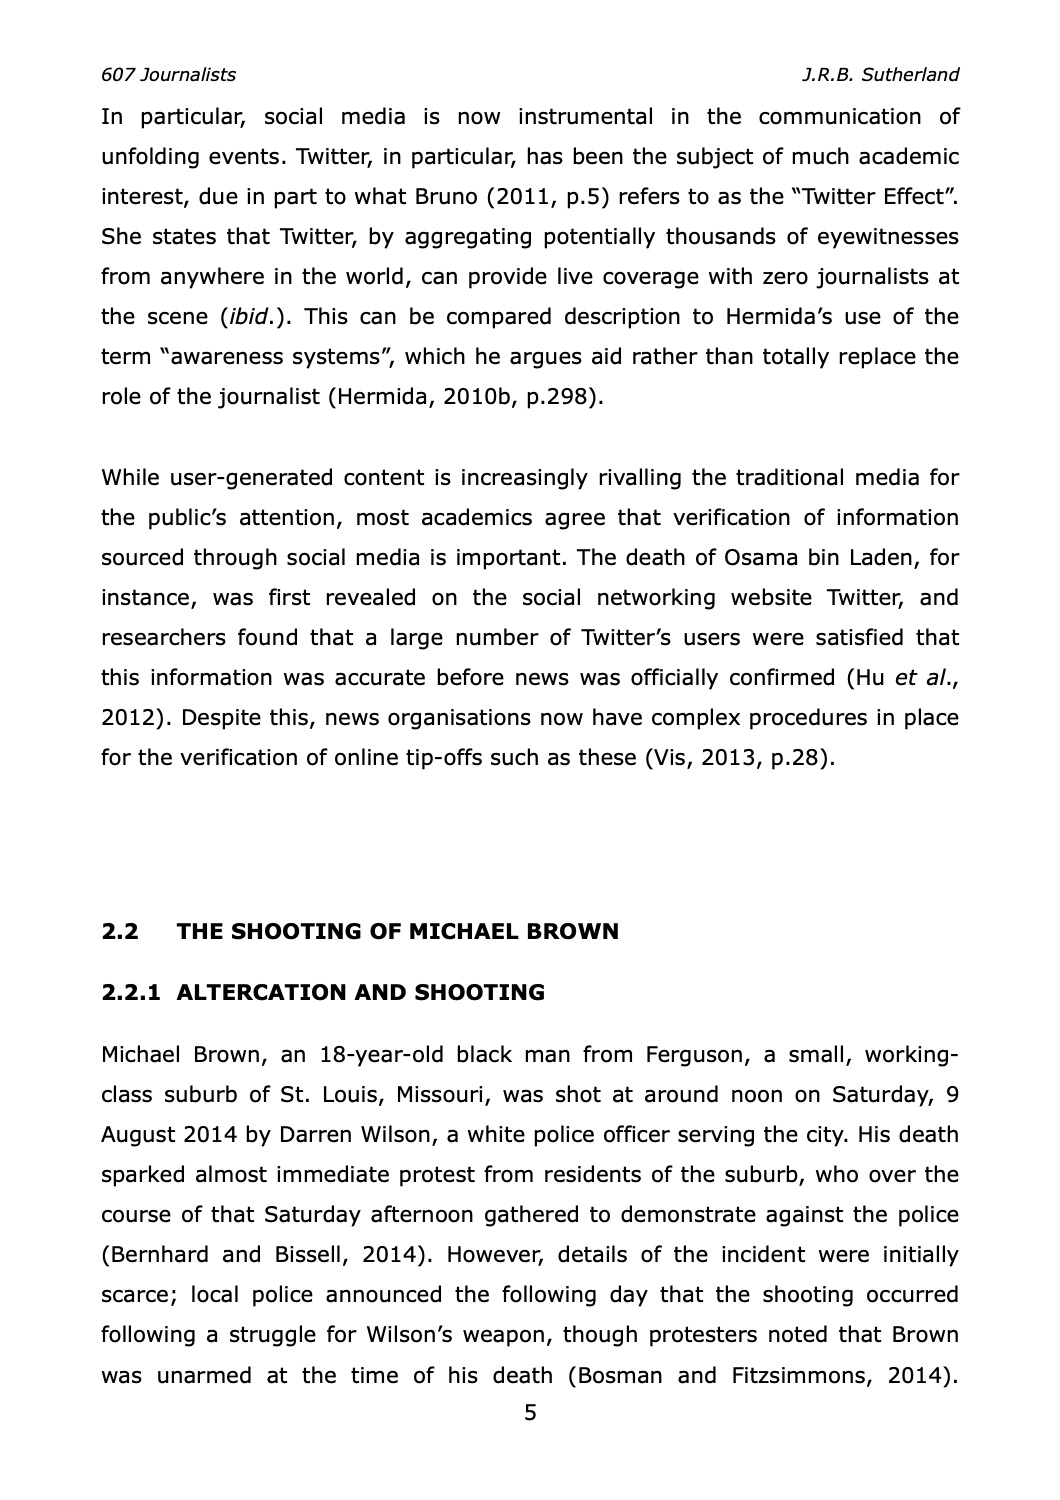 607 Journalists J.R.B. Sutherland
In particular, social media is now instrumental in the communication of
unfolding events. Twitter, in particular, has been the subject of much academic
interest, due in part to what Bruno (2011, p.5) refers to as the “Twitter Effect”.
She states that Twitter, by aggregating potentially thousands of eyewitnesses
from anywhere in the world, can provide live coverage with zero journalists at
the scene (ibid.). This can be compared description to Hermida’s use of the
term “awareness systems”, which he argues aid rather than totally replace the
role of the journalist (Hermida, 2010b, p.298).
While user-generated content is increasingly rivalling the traditional media for
the public’s attention, most academics agree that verification of information
sourced through social media is important. The death of Osama bin Laden, for
instance, was first revealed on the social networking website Twitter, and
researchers found that a large number of Twitter’s users were satisfied that
this information was accurate before news was officially confirmed (Hu et al.,
2012). Despite this, news organisations now have complex procedures in place
for the verification of online tip-offs such as these (Vis, 2013, p.28).
2.2 THE SHOOTING OF MICHAEL BROWN
2.2.1 ALTERCATION AND SHOOTING
Michael Brown, an 18-year-old black man from Ferguson, a small, working-
class suburb of St. Louis, Missouri, was shot at around noon on Saturday, 9
August 2014 by Darren Wilson, a white police officer serving the city. His death
sparked almost immediate protest from residents of the suburb, who over the
course of that Saturday afternoon gathered to demonstrate against the police
(Bernhard and Bissell, 2014). However, details of the incident were initially
scarce; local police announced the following day that the shooting occurred
following a struggle for Wilson’s weapon, though protesters noted that Brown
was unarmed at the time of his death (Bosman and Fitzsimmons, 2014).
5